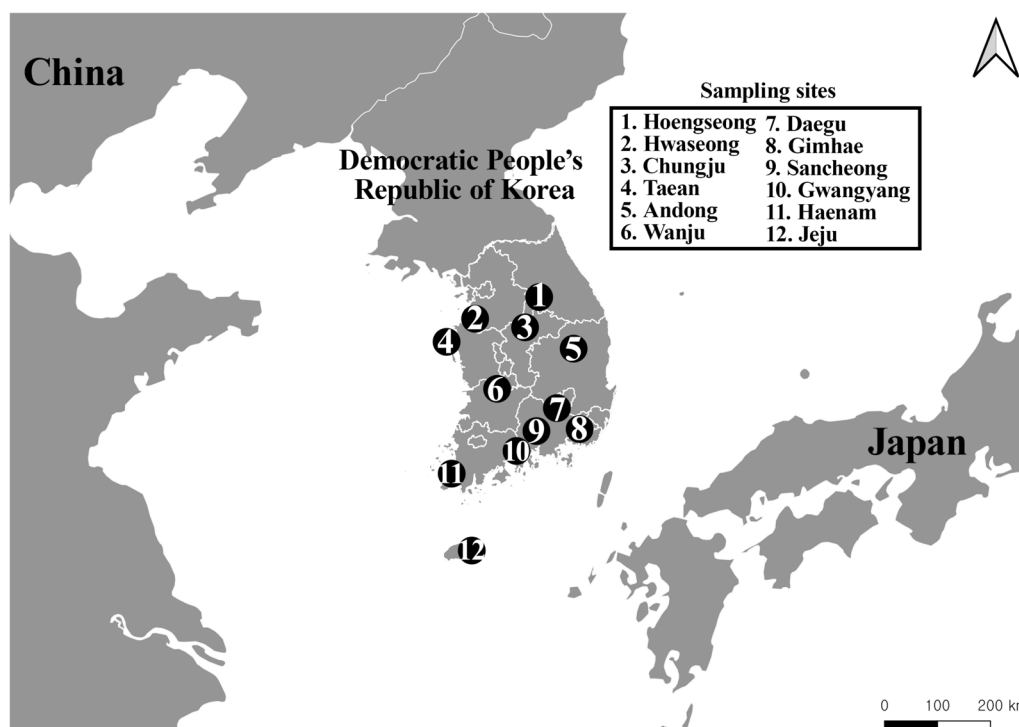 China
Democratic People's
Republic of Korea
Sampling sites
1. Hoengseong 7. Daegu
2. Hwaseong 8. Gimhae
3. Chungju 9. Sancheong
4. Taean 10. Gwangyang
5. Andong 11. Haenam
6. Wanju 12. Jeju
1
2
3
4
5
6
7
8
9
10
11
12
Japan
0 100 200 km